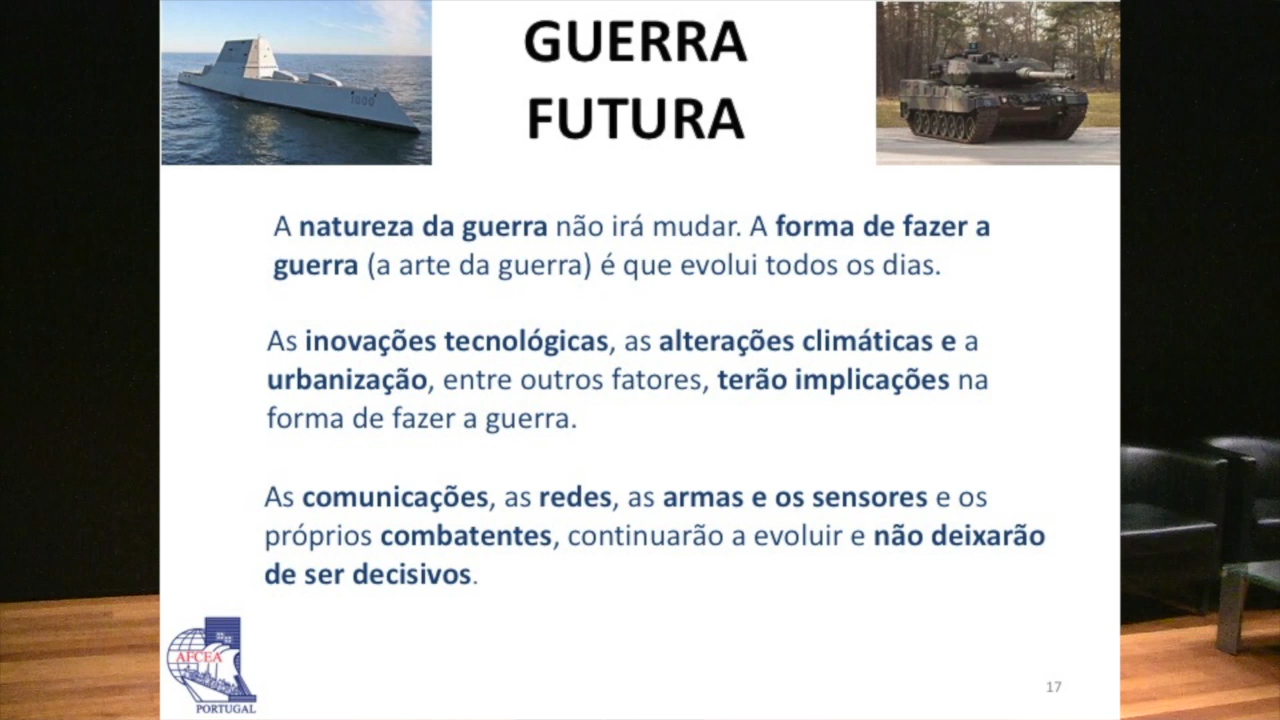 GUERRA
FUTURA
1000
A natureza da guerra não irá mudar. A forma de fazer a
guerra (a arte da guerra) é que evolui todos os dias.
As inovações tecnológicas, as alterações climáticas e a
urbanização, entre outros fatores, terão implicações na
forma de fazer a guerra.
As comunicações, as redes, as armas e os sensores e os
próprios combatentes, continuarão a evoluir e não deixarão
de ser decisivos.
AFCEA
PORTUGAL
17